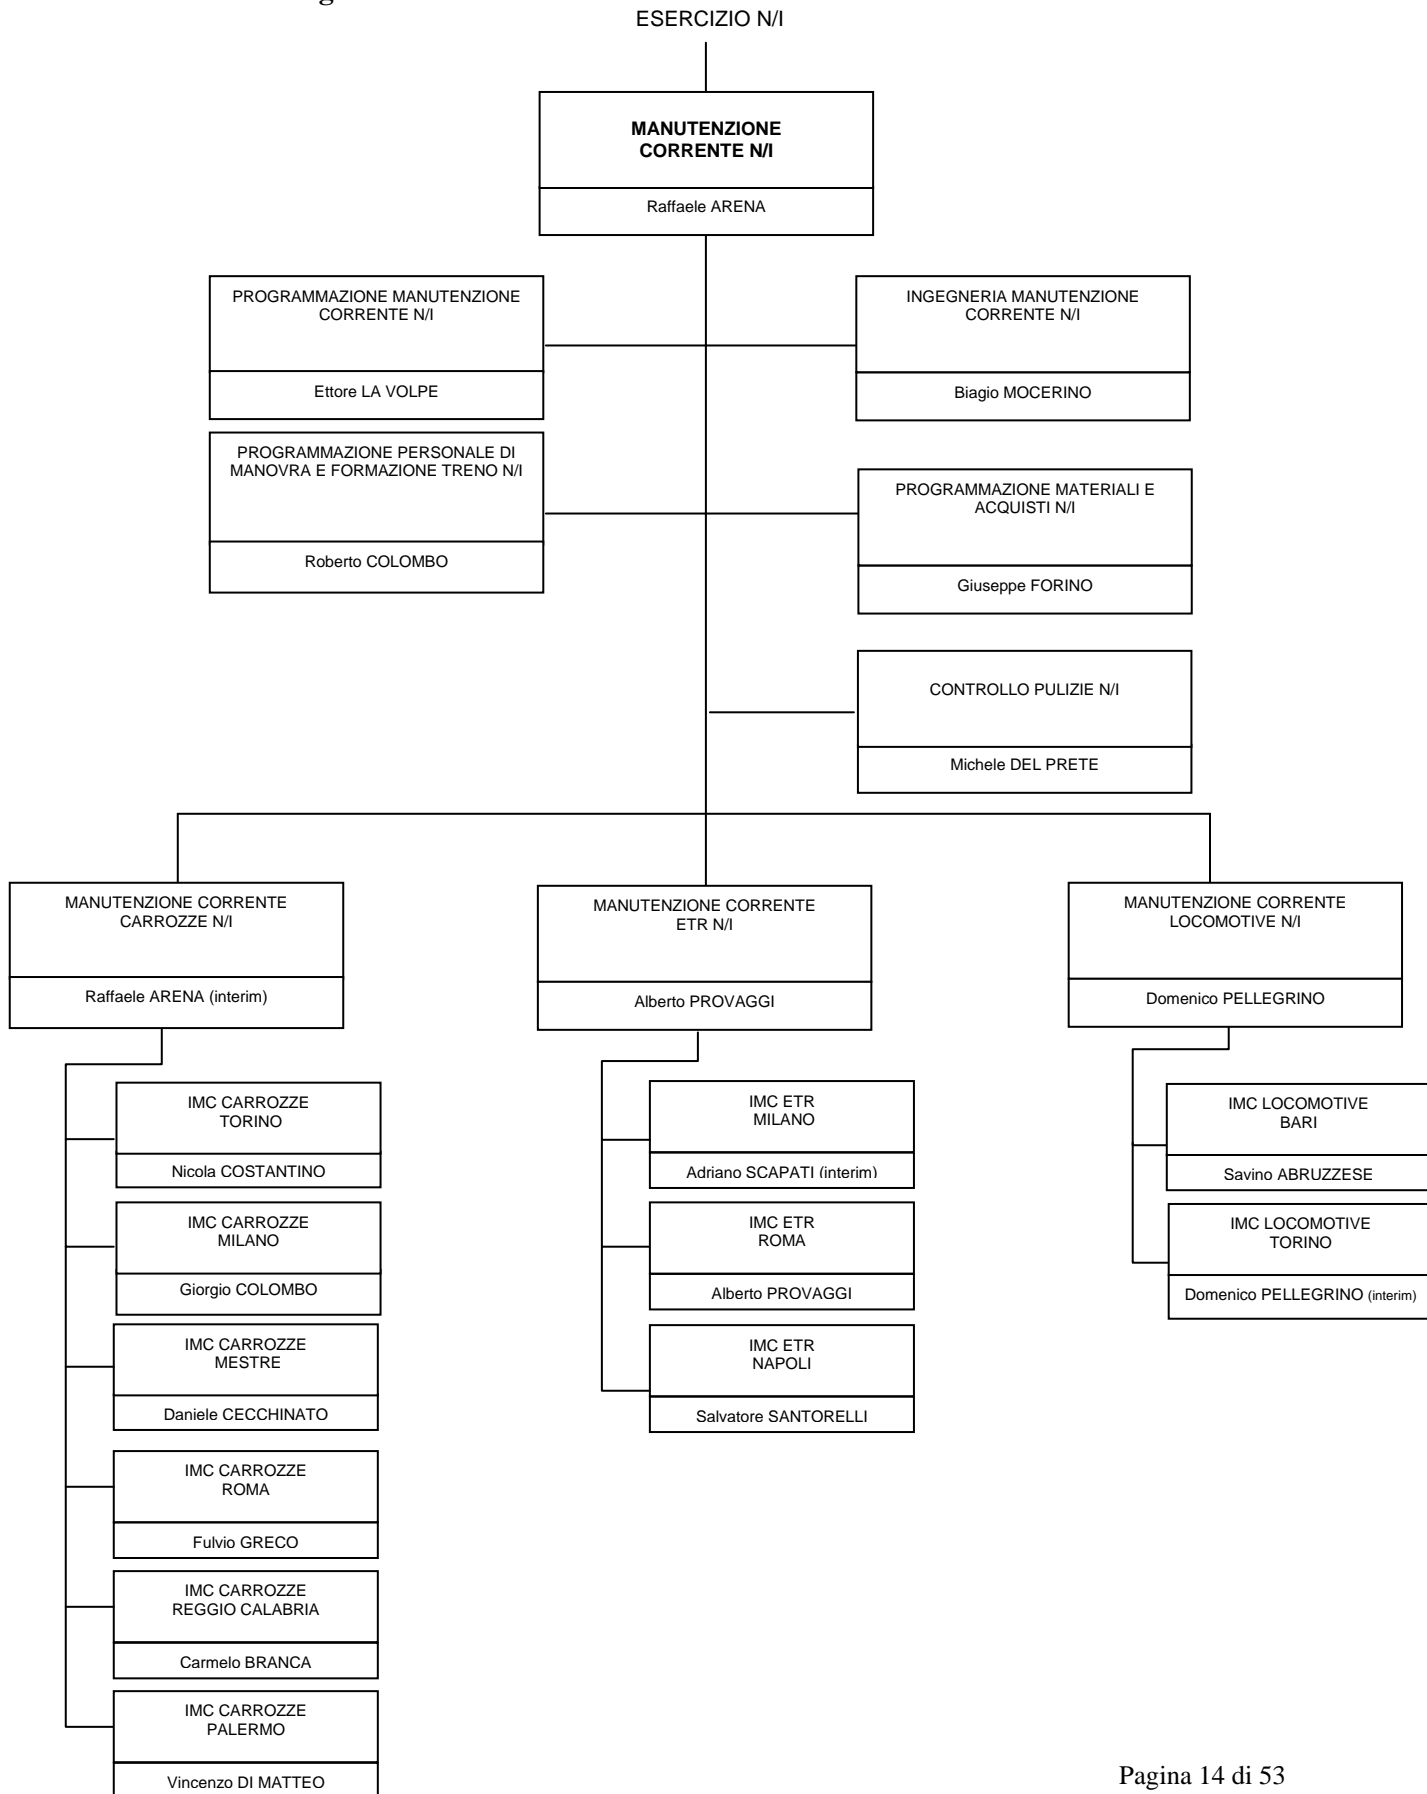 g
ESERCIZIO N/I
MANUTENZIONE
CORRENTE N/I
Raffaele ARENA
PROGRAMMAZIONE MANUTENZIONE
CORRENTE N/I
Ettore LA VOLPE
INGEGNERIA MANUTENZIONE
CORRENTE N/I
Biagio MOCERINO
PROGRAMMAZIONE PERSONALE DI
MANOVRA E FORMAZIONE TRENO N/I
Roberto COLOMBO
PROGRAMMAZIONE MATERIALI E
ACQUISTI N/I
Giuseppe FORINO
CONTROLLO PULIZIE N/I
Michele DEL PRETE
MANUTENZIONE CORRENTE
CARROZZE N/I
Raffaele ARENA (interim)
MANUTENZIONE CORRENTE
ETR N/I
Alberto PROVAGGI
MANUTENZIONE CORRENTE
LOCOMOTIVE N/I
Domenico PELLEGRINO
IMC CARROZZE
TORINO
Nicola COSTANTINO
IMC CARROZZE
MILANO
Giorgio COLOMBO
IMC CARROZZE
MESTRE
Daniele CECCHINATO
IMC CARROZZE
ROMA
Fulvio GRECO
IMC CARROZZE
REGGIO CALABRIA
Carmelo BRANCA
IMC CARROZZE
PALERMO
Vincenzo DI MATTEO
IMC ETR
MILANO
Adriano SCAPATI (interim)
IMC ETR
ROMA
Alberto PROVAGGI
IMC ETR
NAPOLI
Salvatore SANTORELLI
IMC LOCOMOTIVE
BARI
Savino ABRUZZESE
IMC LOCOMOTIVE
TORINO
Domenico PELLEGRINO (interim)
Pagina 14 di 53